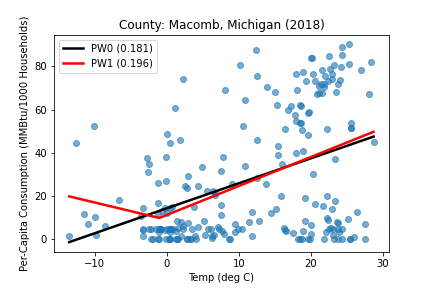 County: Macomb, Michigan (2018)
Per-Capita Consumption (MMBtu/1000 Households)
PW0 (0.181)
PW1 (0.196)
80
60
40
20
0
−10 0 10 20 30
Temp (deg C)